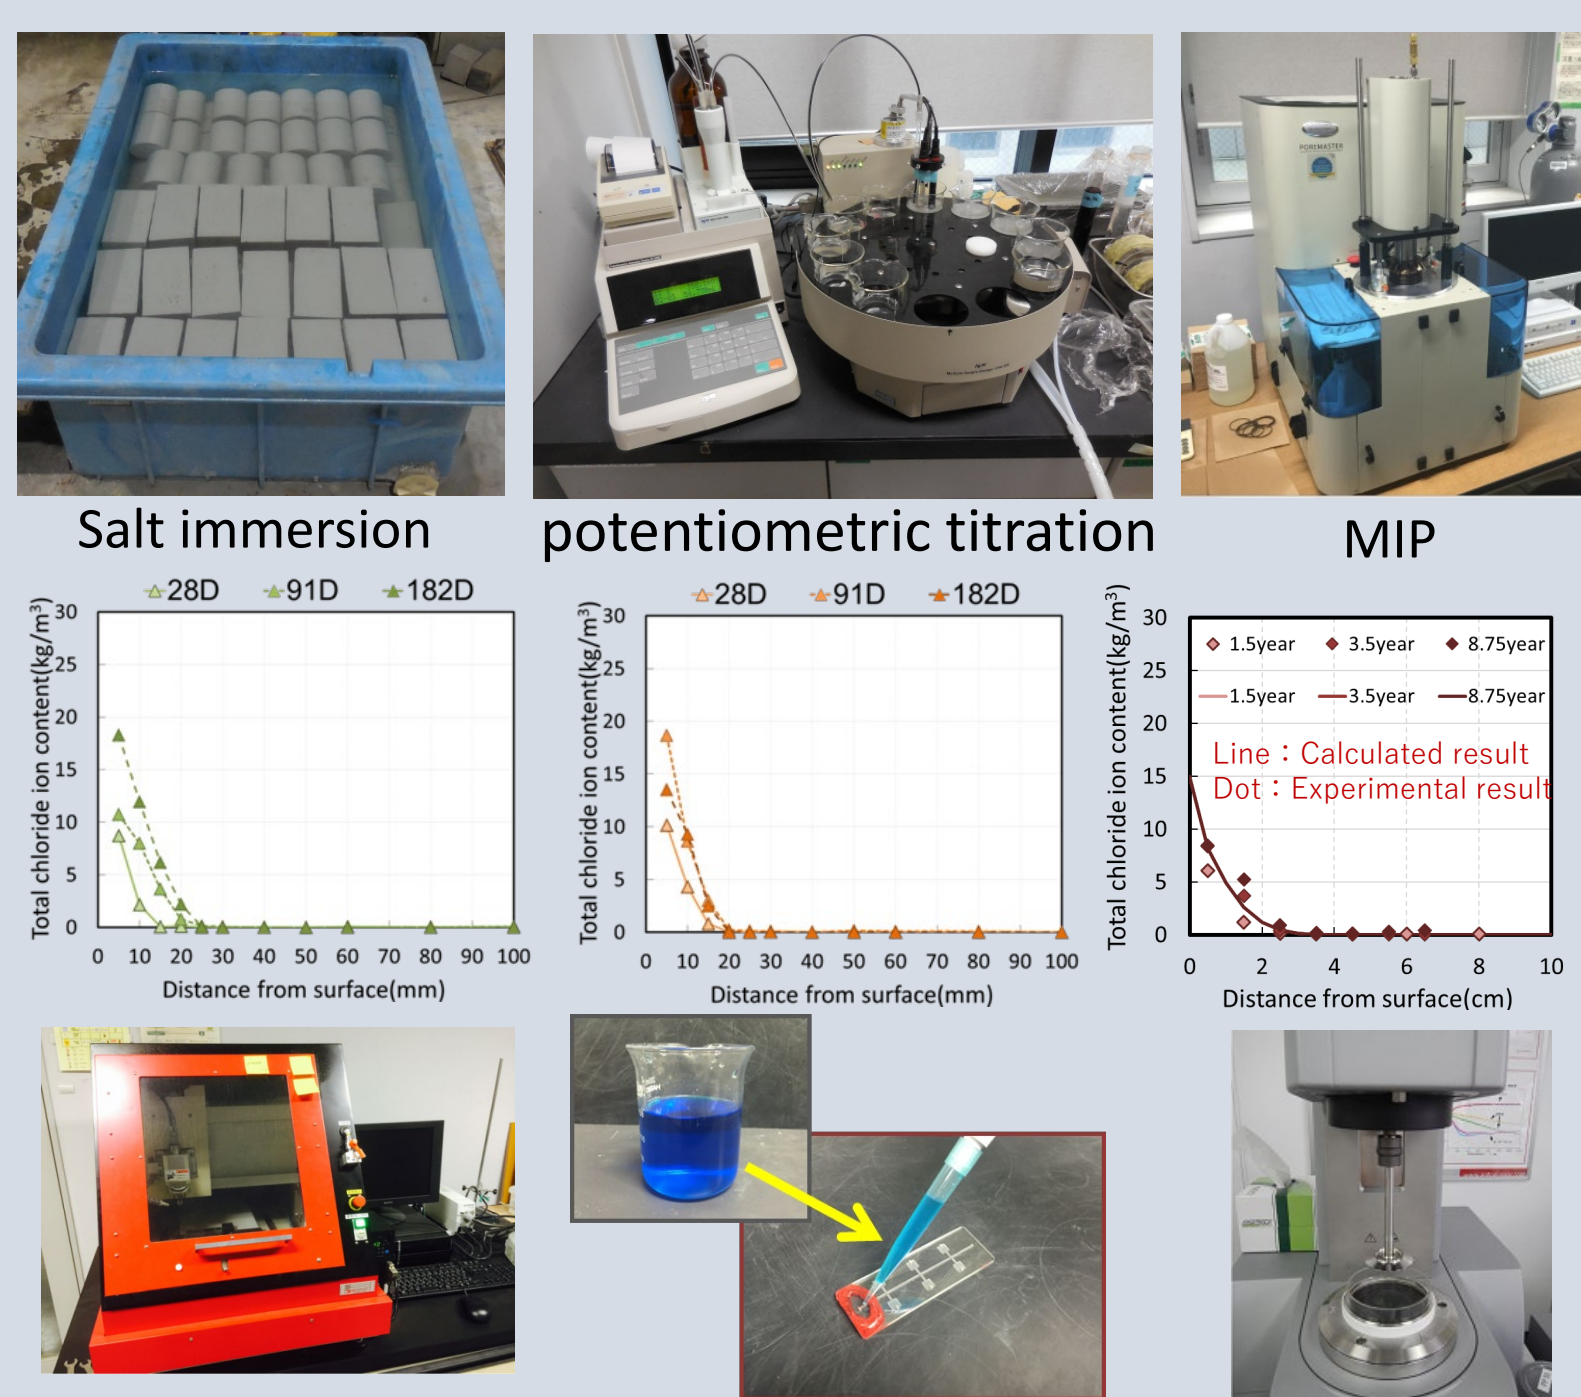 POREMASTER
Salt immersion
potentiometric titration
MIP
28D 91D 182D
Total chloride ion content(kg/m³)
30
25
20
15
10
5
0
0 10 20 30 40 50 60 70 80 90 100
Distance from surface(mm)
28D 91D 182D
Total chloride ion content(kg/m³)
30
25
20
15
10
5
0
0 10 20 30 40 50 60 70 80 90 100
Distance from surface(mm)
Total chloride ion content(kg/m³)
30
25
20
15
10
5
0
1.5year 3.5year 8.75year
1.5year 3.5year 8.75year
Line：Calculated result
Dot：Experimental result
0 2 4 6 8 10
Distance from surface(cm)